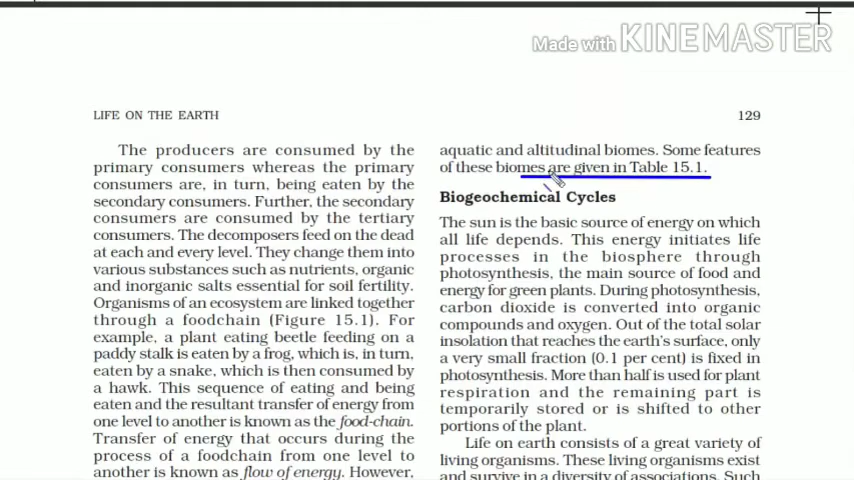 Made with KINEMASTER
LIFE ON THE EARTH
129
The producers are consumed by the
primary consumers whereas the primary
consumers are, in turn, being eaten by the
secondary consumers. Further, the secondary
consumers are consumed by the tertiary
consumers. The decomposers feed on the dead
at each and every level. They change them into
various substances such as nutrients, organic
and inorganic salts essential for soil fertility.
Organisms of an ecosystem are linked together
through a foodchain (Figure 15.1). For
example, a plant eating beetle feeding on a
paddy stalk is eaten by a frog, which is, in turn,
eaten by a snake, which is then consumed by
a hawk. This sequence of eating and being
eaten and the resultant transfer of energy from
one level to another is known as the food-chain.
Transfer of energy that occurs during the
process of a foodchain from one level to
another is known as flow of energy. However,
aquatic and altitudinal biomes. Some features
of these biomes are given in Table 15.1.
Biogeochemical Cycles
The sun is the basic source of energy on which
all life depends. This energy initiates life
processes in the biosphere through
photosynthesis, the main source of food and
energy for green plants. During photosynthesis,
carbon dioxide is converted into organic
compounds and oxygen. Out of the total solar
insolation that reaches the earth's surface, only
a very small fraction (0.1 per cent) is fixed in
photosynthesis. More than half is used for plant
respiration and the remaining part is
temporarily stored or is shifted to other
portions of the plant.
Life on earth consists of a great variety of
living organisms. These living organisms exist
and survive in a diversity of associations. Such